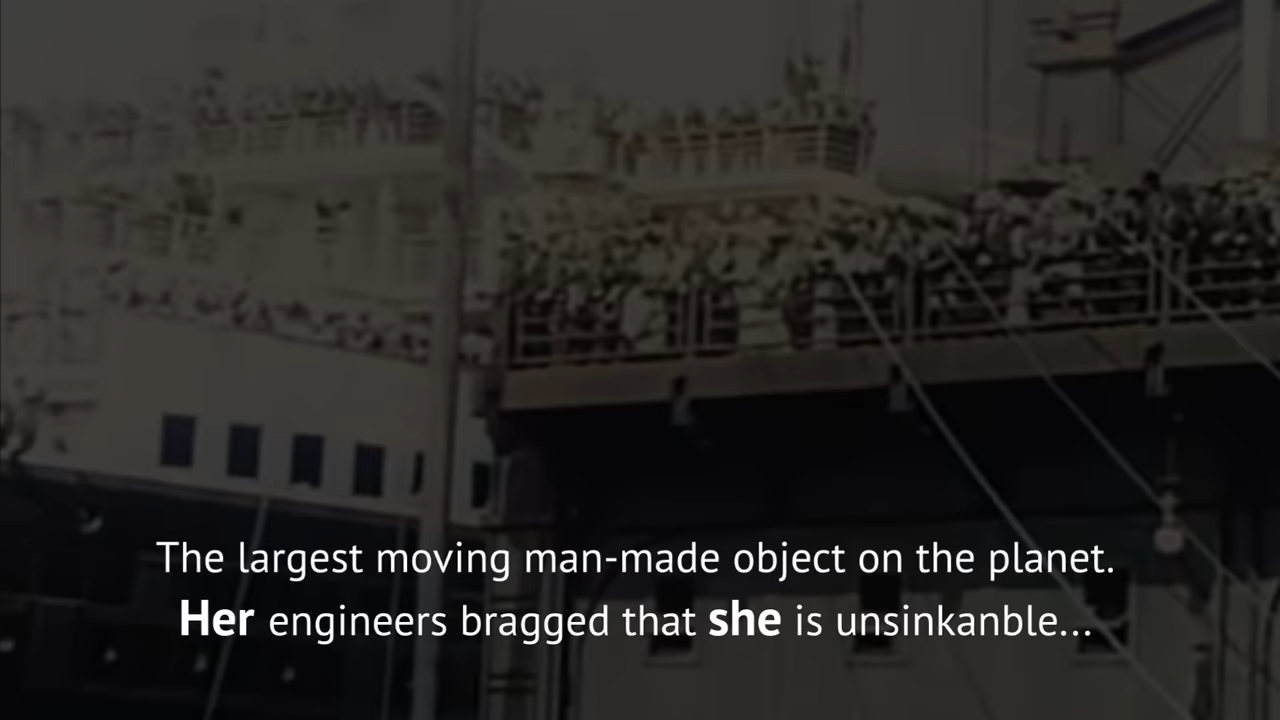 The largest moving man-made object on the planet.
Her engineers bragged that she is unsinkanble...